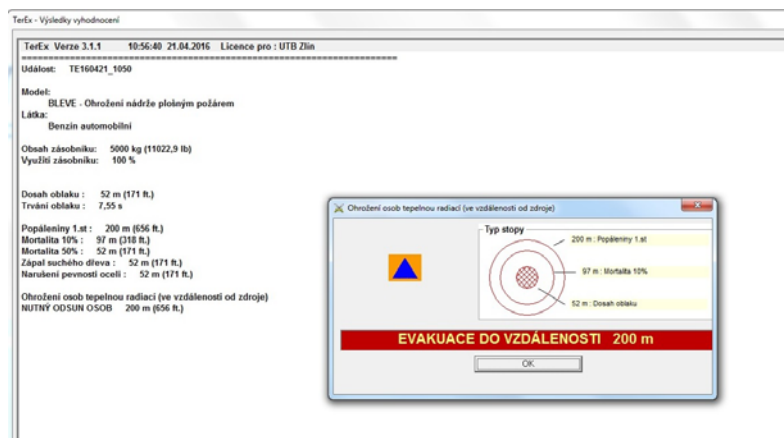 TerEx - Výsledky vyhodnocení
TerEx Verze 3.1.1 10:56:40 21.04.2016 Licence pro : UTB Zlín
Událost: TE160421_1050
Model:
BLEVE - Ohrožení nádrže plošným požárem
Látka:
Benzín automobilní
Obsah zásobníku: 5000 kg (11022,9 lb)
Využití zásobníku: 100 %
Dosah oblaku : 52 m (171 ft.)
Trvání oblaku : 7,55 s
Popáleniny 1.st : 200 m (656 ft.)
Mortalita 10% : 97 m (318 ft.)
Mortalita 50% : 52 m (171 ft.)
Zápal suchého dřeva : 52 m (171 ft.)
Narušení pevnosti oceli : 52 m (171 ft.)
Ohrožení osob tepelnou radiací (ve vzdálenosti od zdroje)
NUTNÝ ODSUN OSOB 200 m (656 ft.)
Ohrožení osob tepelnou radiací (ve vzdálenosti od zdroje)
Typ stopy
200 m : Popáleniny 1.st
97 m : Mortalita 10%
52 m : Dosah oblaku
EVAKUACE DO VZDÁLENOSTI 200 m
OK